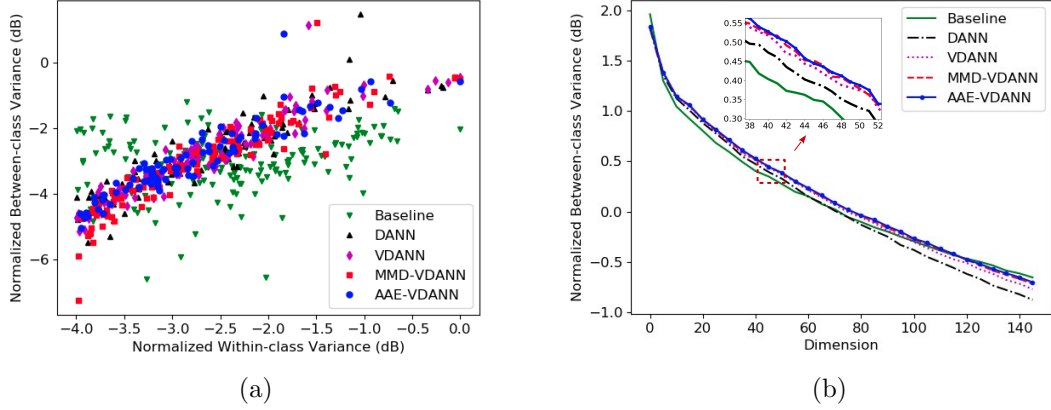 Normalized Between-class Variance (dB)
0
−2
−4
−6
−4.0 −3.5 −3.0 −2.5 −2.0 −1.5 −1.0 −0.5 0.0
Normalized Within-class Variance (dB)
Baseline
DANN
VDANN
MMD-VDANN
AAE-VDANN
(a)
Normalized Between-class Variance (dB)
2.0
1.5
1.0
0.5
0.0
−0.5
−1.0
0 20 40 60 80 100 120 140
Dimension
0.55
0.50
0.45
0.40
0.35
0.30
38 40 42 44 46 48 50 52
Baseline
DANN
VDANN
MMD-VDANN
AAE-VDANN
(b)